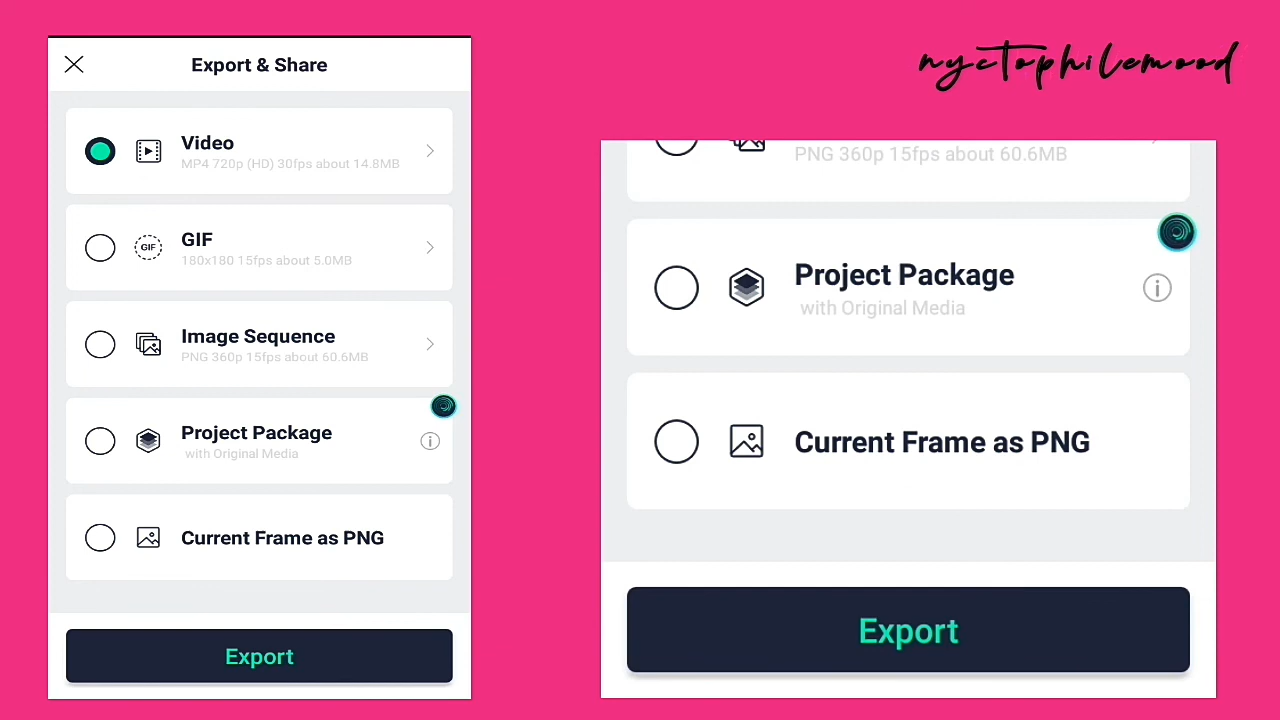 Export & Share
Video
MP4 720p (HD) 30fps about 14.8MB
GIF
GIF
180x180 15fps about 5.0MB
Image Sequence
PNG 360p 15fps about 60.6MB
Project Package
with Original Media
Current Frame as PNG
Export
nyctophilemood
PNG 360p 15fps about 60.6MB
Project Package
with Original Media
Current Frame as PNG
Export